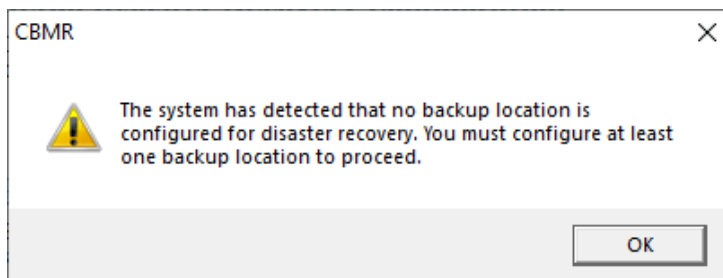 CBMR
The system has detected that no backup location is
configured for disaster recovery. You must configure at least
one backup location to proceed.
OK